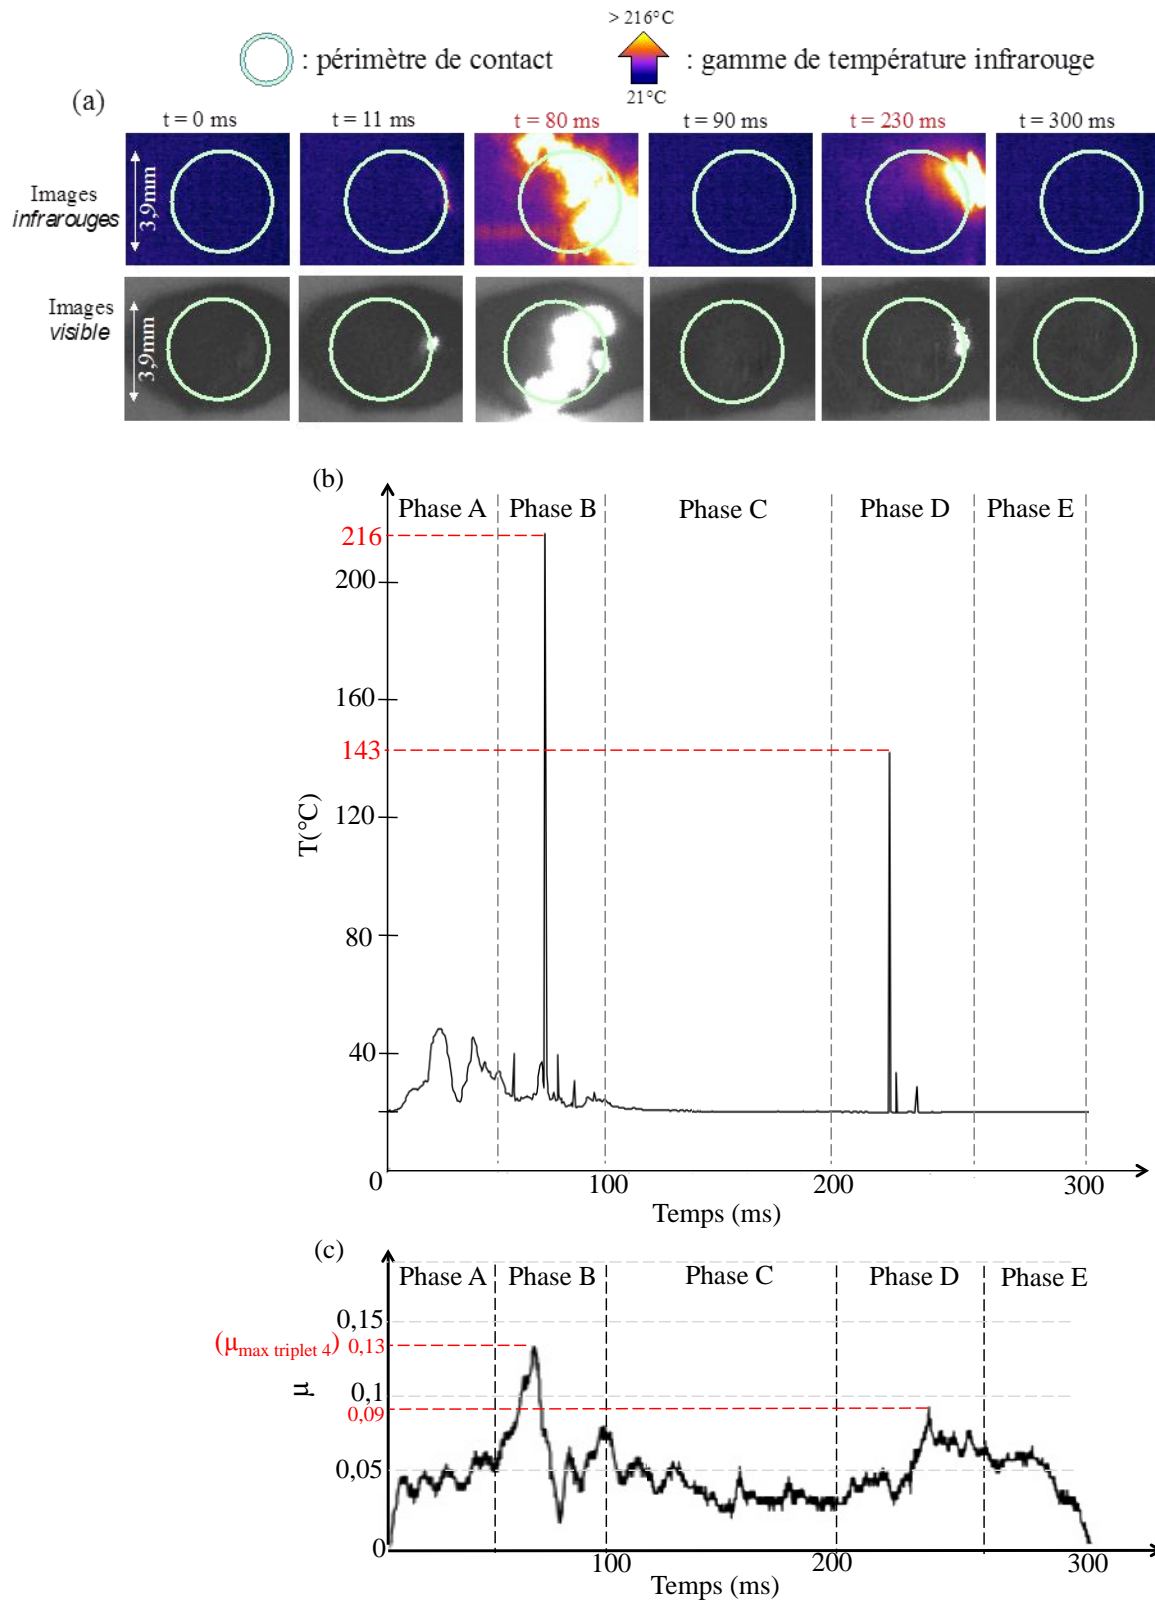 > 216°C
: périmètre de contact
: gamme de température infrarouge
21°C
(a)
t = 0 ms
t = 11 ms
t = 80 ms
t = 90 ms
t = 230 ms
t = 300 ms
Images
infrarouges
3,9mm
Images
visible
3,9mm
(b)
Phase A
Phase B
Phase C
Phase D
Phase E
216
200
160
143
120
80
40
0
T(°C)
100
200
300
Temps (ms)
(c)
Phase A
Phase B
Phase C
Phase D
Phase E
0,15
(μmax triplet 4) 0,13
μ
0,1
0,09
0,05
0
100
200
300
Temps (ms)